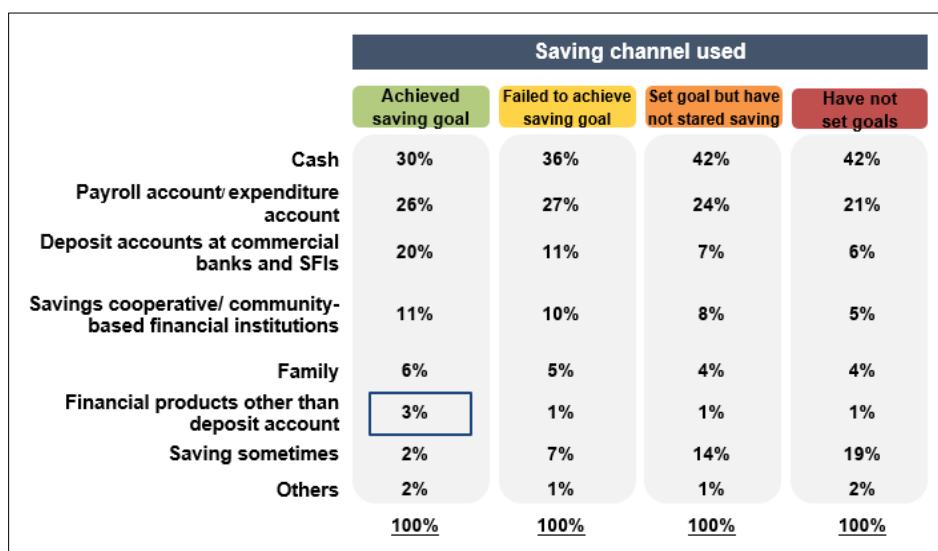 Saving channel used
Achieved
saving goal
Failed to achieve
saving goal
Set goal but have
not stared saving
Have not
set goals
Cash 30% 36% 42% 42%
Payroll account/expenditure
account 26% 27% 24% 21%
Deposit accounts at commercial
banks and SFIs 20% 11% 7% 6%
Savings cooperative/ community-
based financial institutions 11% 10% 8% 5%
Family 6% 5% 4% 4%
Financial products other than
deposit account 3% 1% 1% 1%
Saving sometimes 2% 7% 14% 19%
Others 2% 1% 1% 2%
100% 100% 100% 100%